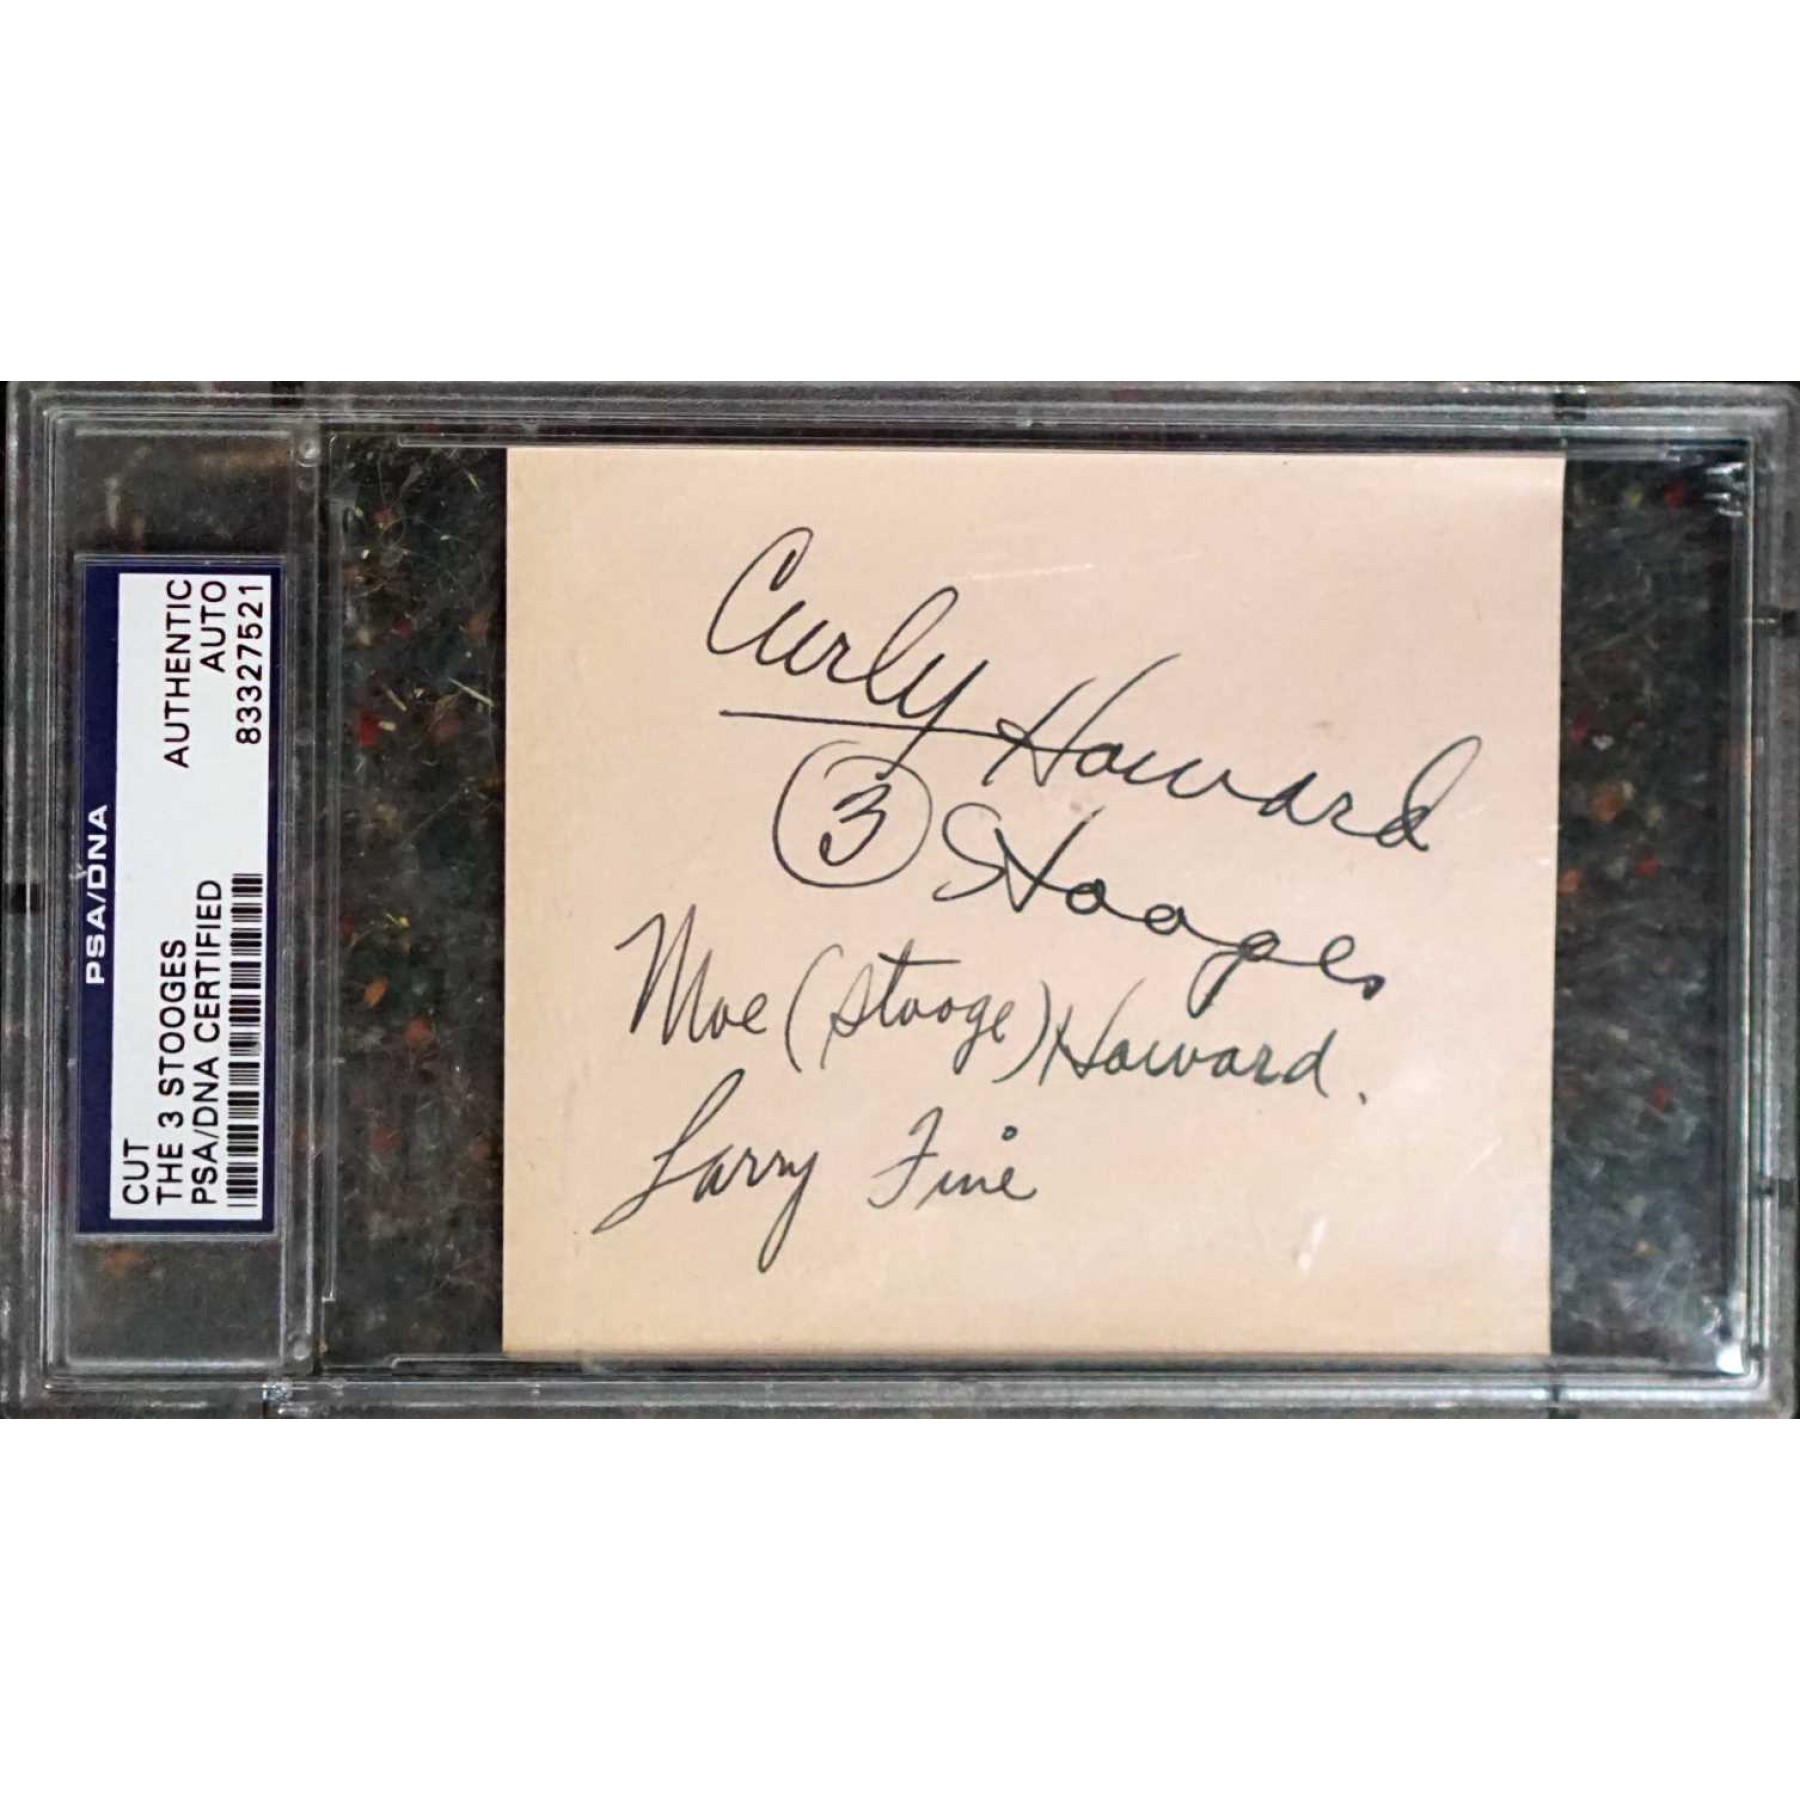 PSA/DNA
CUT
THE 3 STOOGES
PSA/DNA CERTIFIED
AUTHENTIC
AUTO
83327521
Curly Howard
3 Stooges
Moe (Stooge) Howard.
Larry Fine